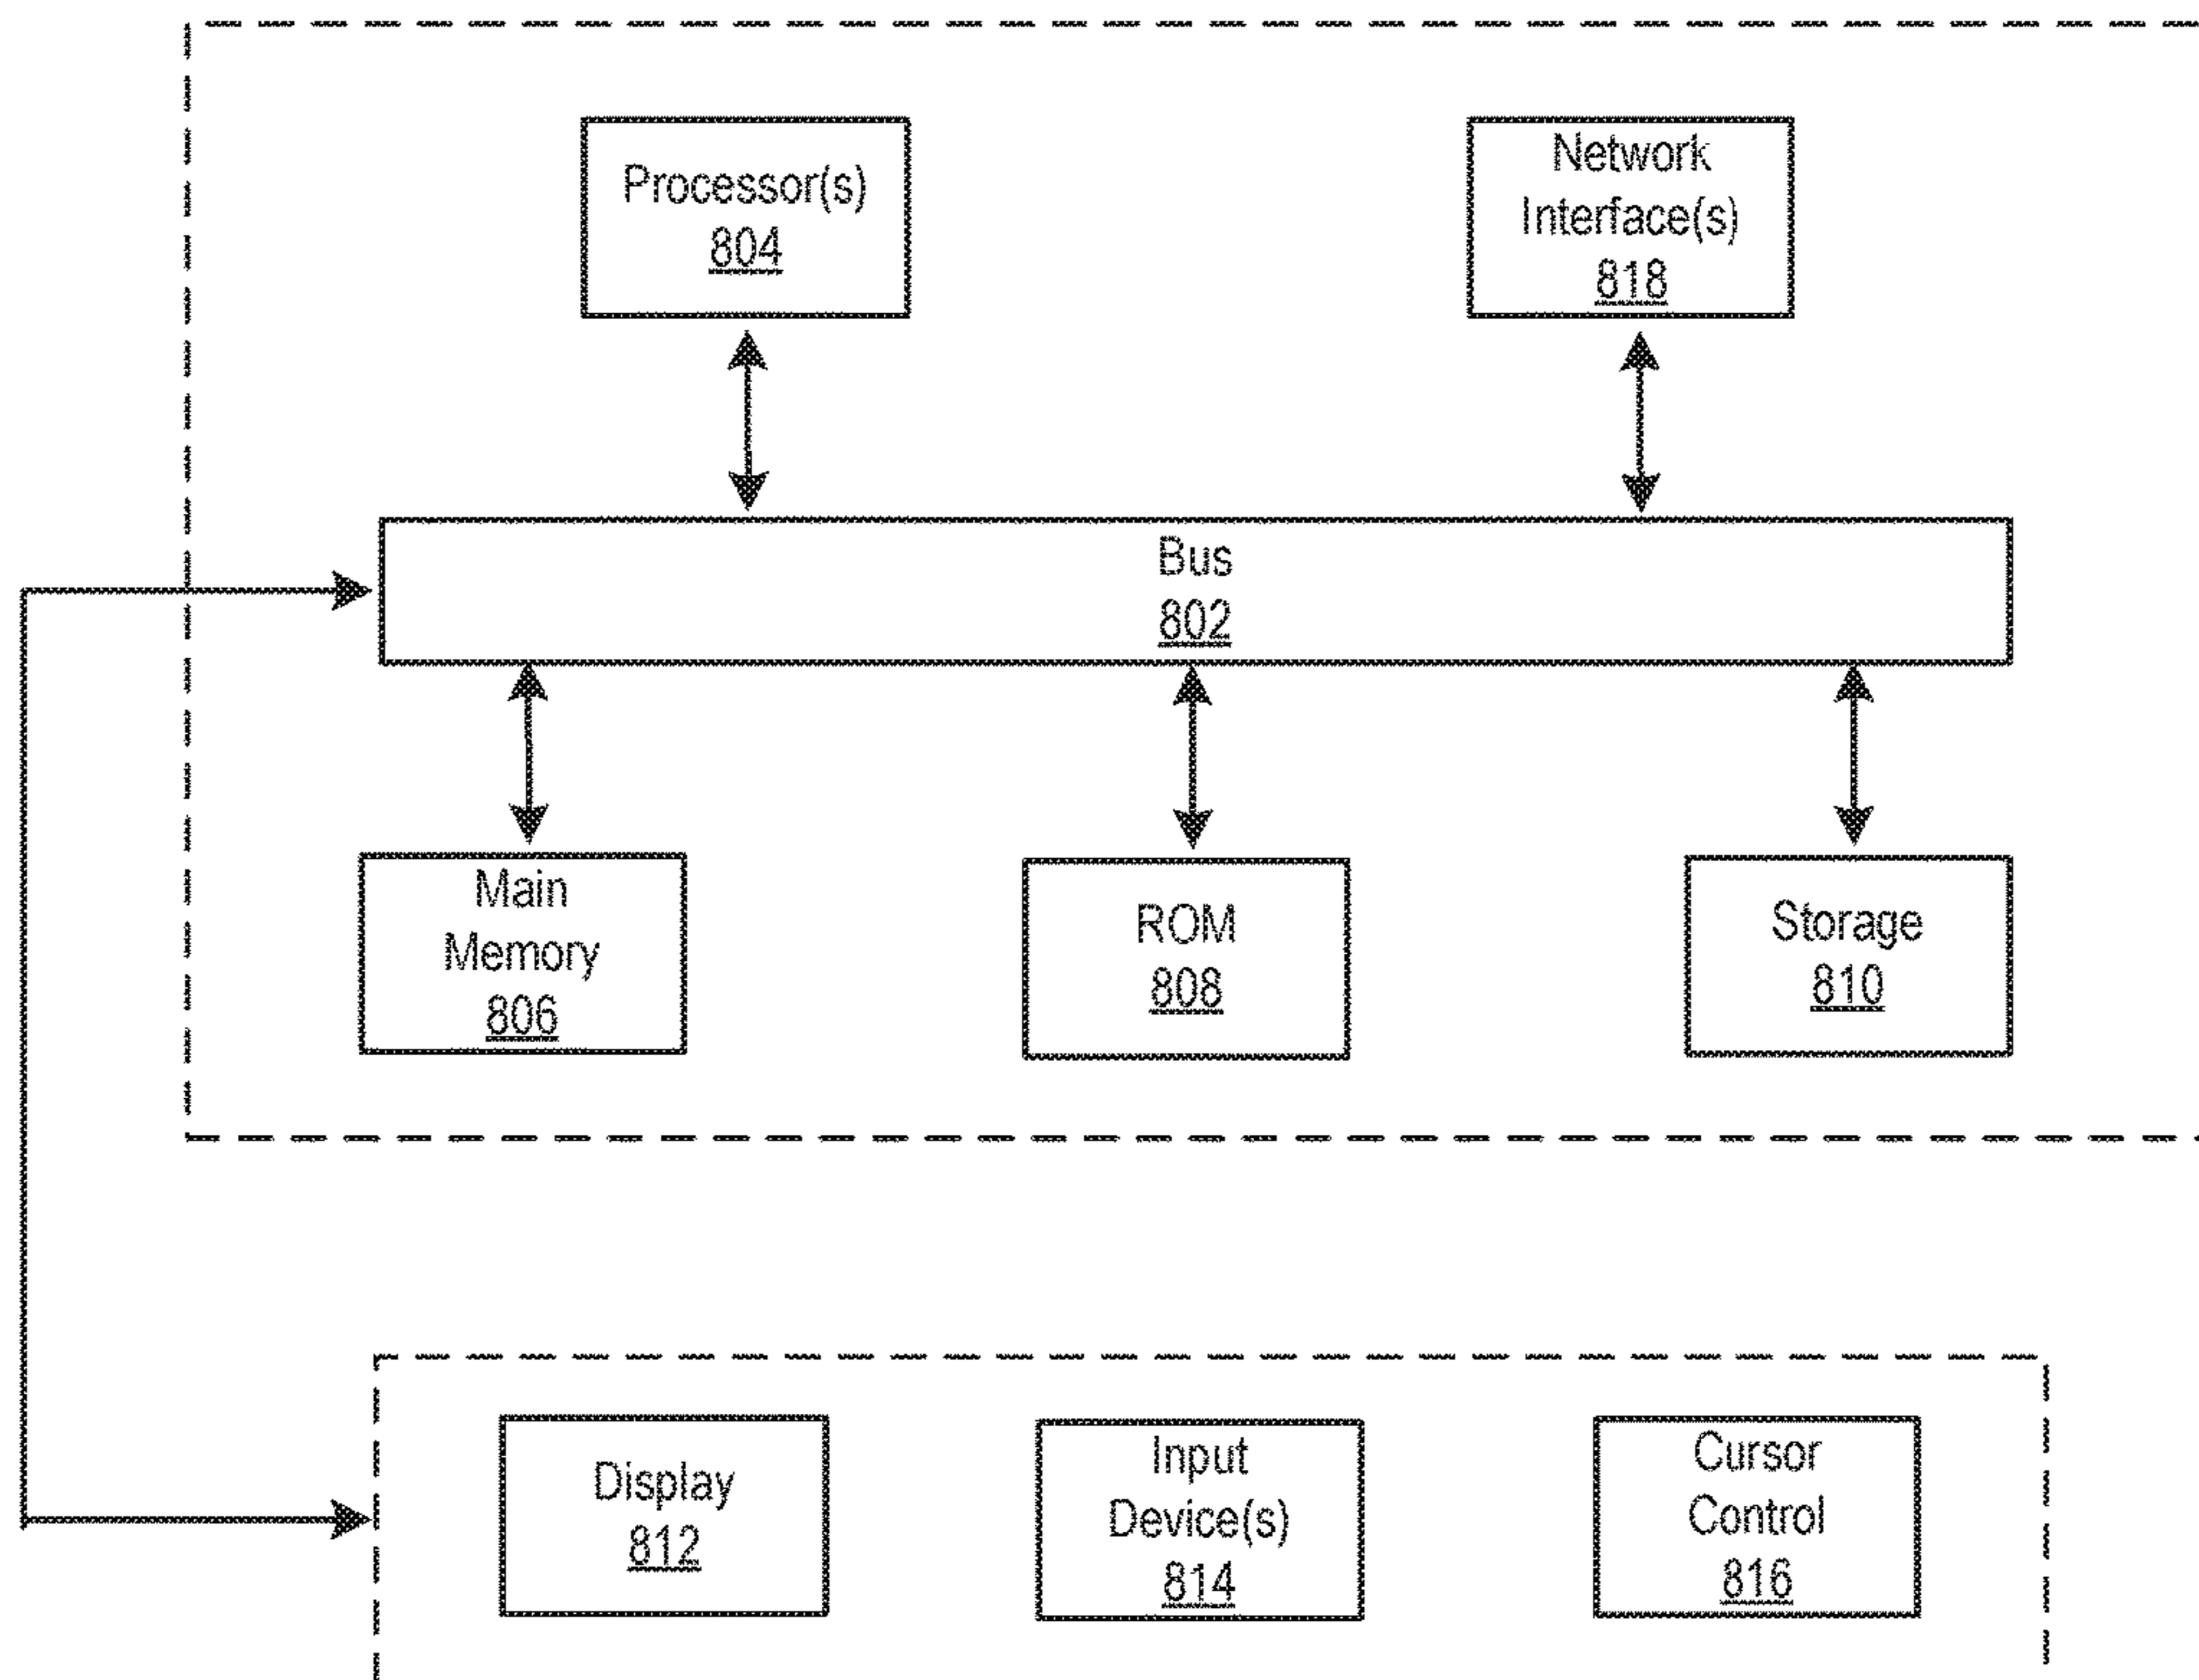 Processor(s)
804
Network
Interface(s)
818
Bus
802
Main
Memory
806
ROM
808
Storage
810
Display
812
Input
Device(s)
814
Cursor
Control
816